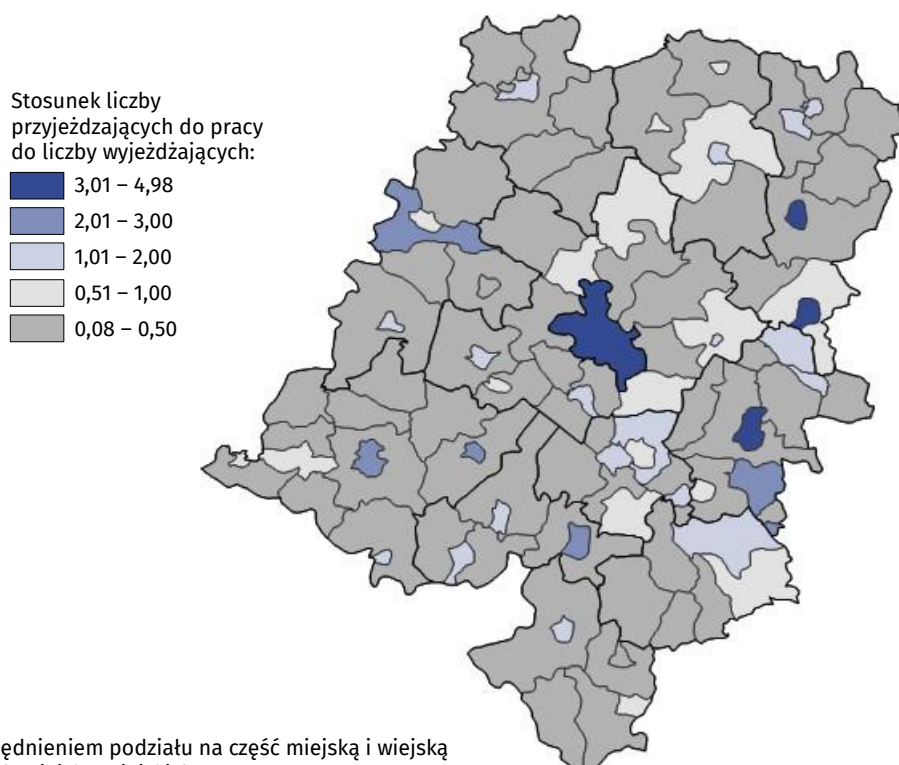 Stosunek liczby
przyjeżdzających do pracy
do liczby wyjeżdżających:
3,01 – 4,98
2,01 – 3,00
1,01 – 2,00
0,51 – 1,00
0,08 – 0,50
ędnieniem podziału na część miejską i wiejską